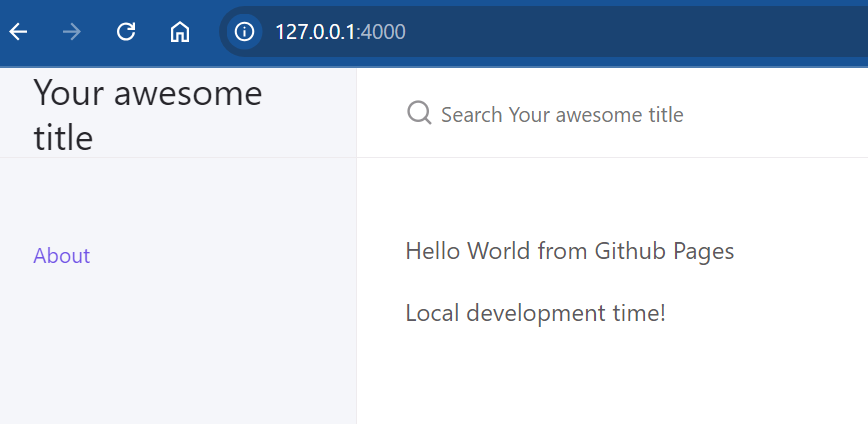 127.0.0.1:4000
Your awesome
title
Search Your awesome title
About
Hello World from Github Pages
Local development time!